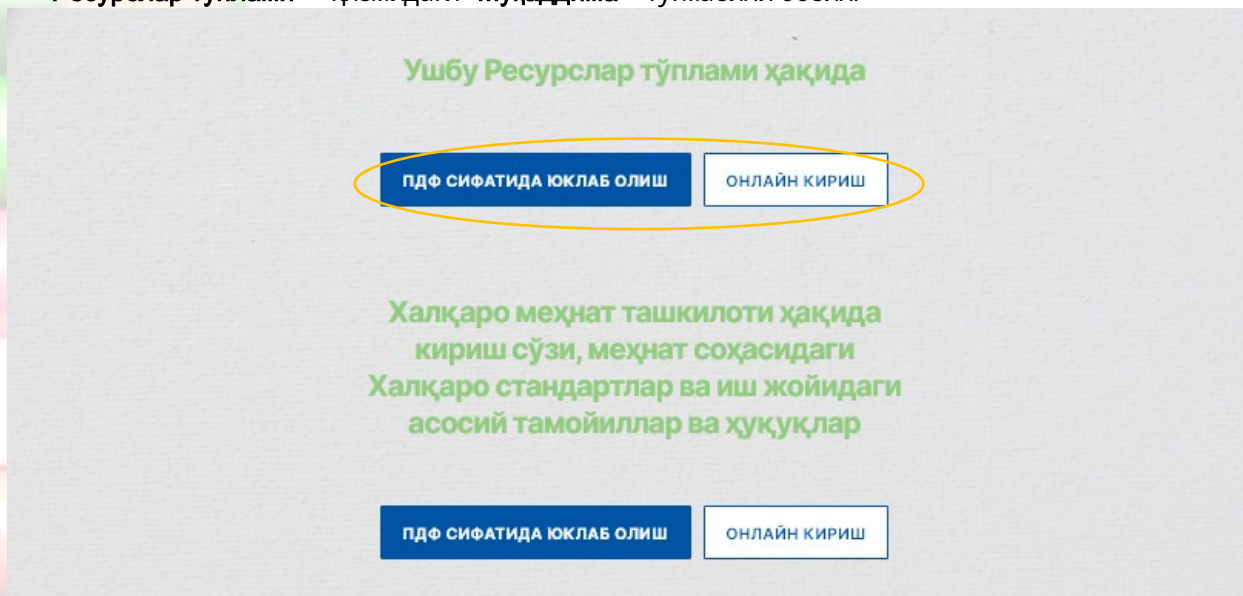 Ушбу Ресурслар тўплами ҳақида
ПДФ СИФАТИДА ЮКЛАБ ОЛИШ ОНЛАЙН КИРИШ
Халқаро меҳнат ташкилоти ҳақида
кириш сўзи, меҳнат соҳасидаги
Халқаро стандартлар ва иш жойидаги
асосий тамойиллар ва ҳуқуқлар
ПДФ СИФАТИДА ЮКЛАБ ОЛИШ ОНЛАЙН КИРИШ